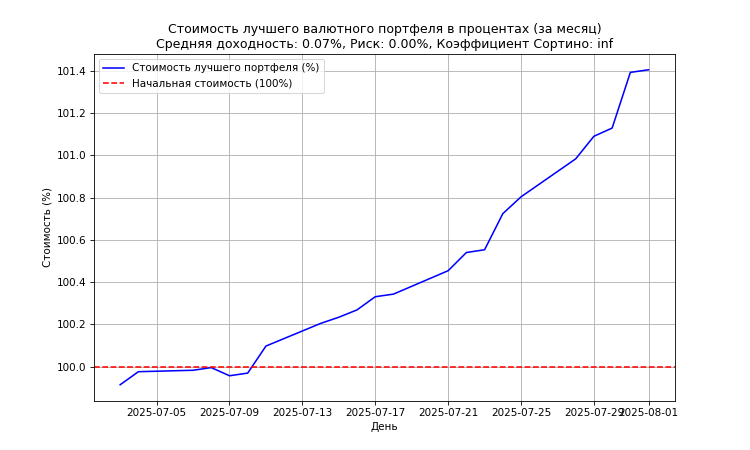 Стоимость лучшего валютного портфеля в процентах (за месяц)
Средняя доходность: 0.07%, Риск: 0.00%, Коэффициент Сортино: inf
Стоимость лучшего портфеля (%)
Начальная стоимость (100%)
Стоимость (%)
101.4
101.2
101.0
100.8
100.6
100.4
100.2
100.0
2025-07-05
2025-07-09
2025-07-13
2025-07-17
2025-07-21
2025-07-25
2025-07-29
2025-08-01
День